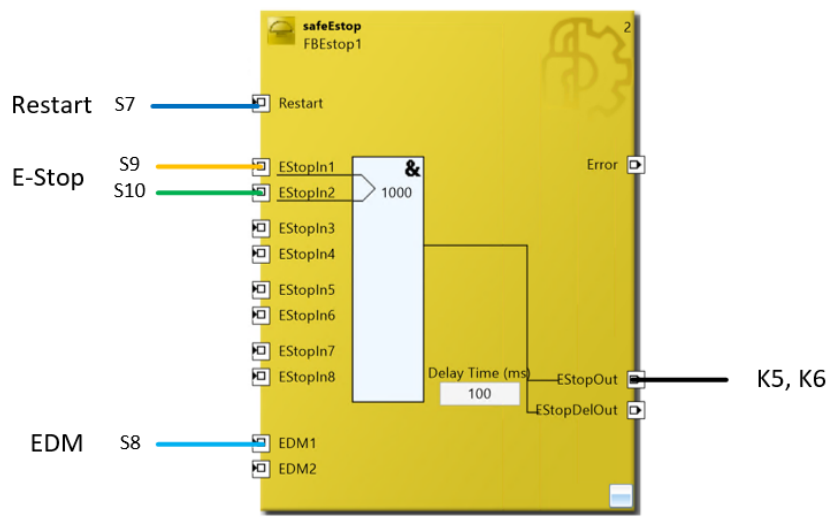 safeEstop
2
FBEstop1
Restart S7 Restart
S9 EStopIn1 & Error
E-Stop
S10 EStopIn2 1000
EStopIn3
EStopIn4
EStopIn5
EStopIn6
EStopIn7
EStopIn8
Delay Time (ms)
100
EStopOut K5, K6
EStopDelOut
EDM S8 EDM1
EDM2